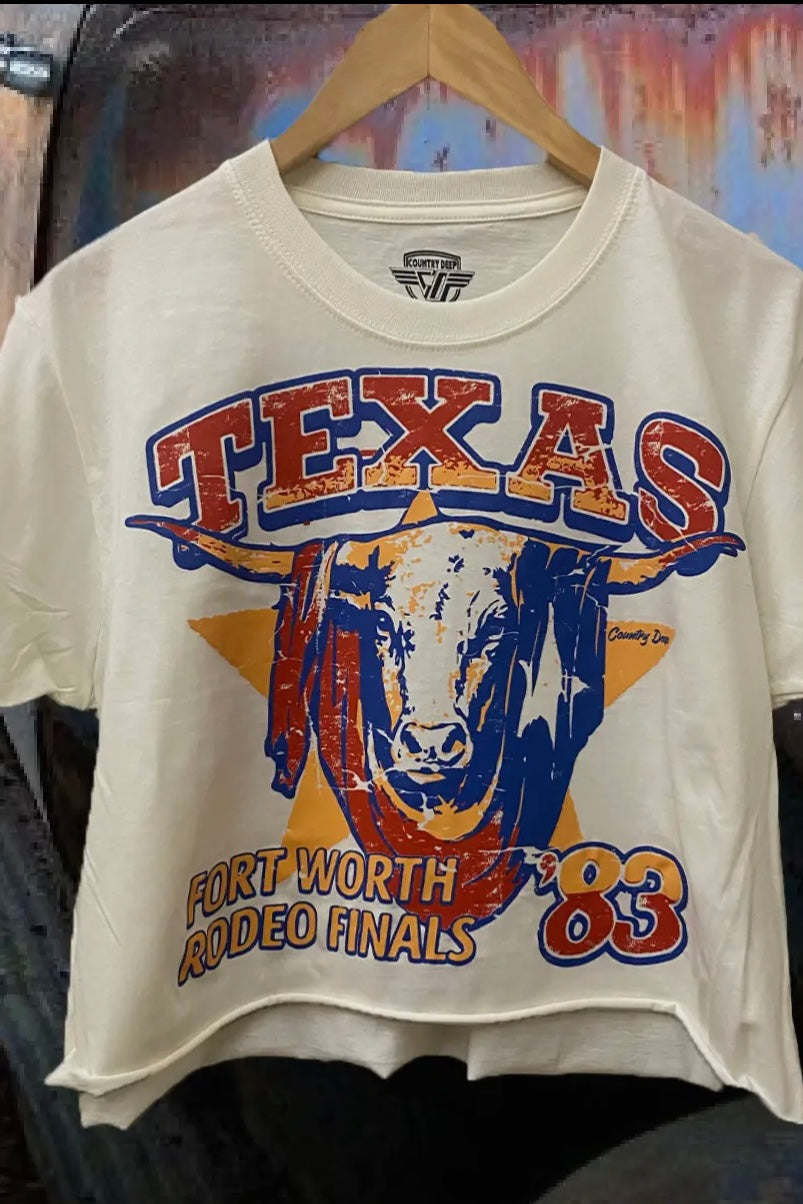 COUNTRY DEEP
TEXAS
Country Deep
FORT WORTH
RODEO FINALS
'83